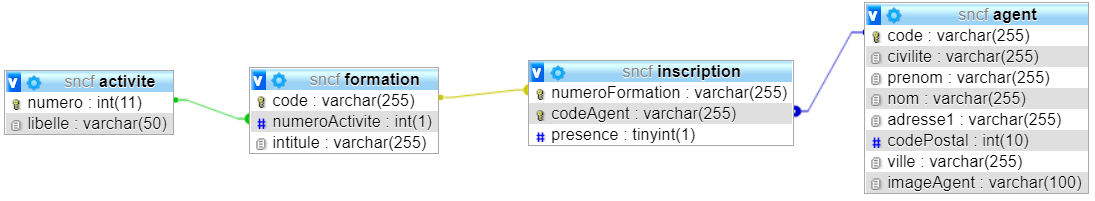 sncf activite
numero : int(11)
libelle : varchar(50)
sncf formation
code : varchar(255)
numeroActivite : int(1)
intitule : varchar(255)
sncf inscription
numeroFormation : varchar(255)
codeAgent : varchar(255)
presence : tinyint(1)
sncf agent
code : varchar(255)
civilite : varchar(255)
prenom : varchar(255)
nom : varchar(255)
adresse1 : varchar(255)
codePostal : int(10)
ville : varchar(255)
imageAgent : varchar(100)